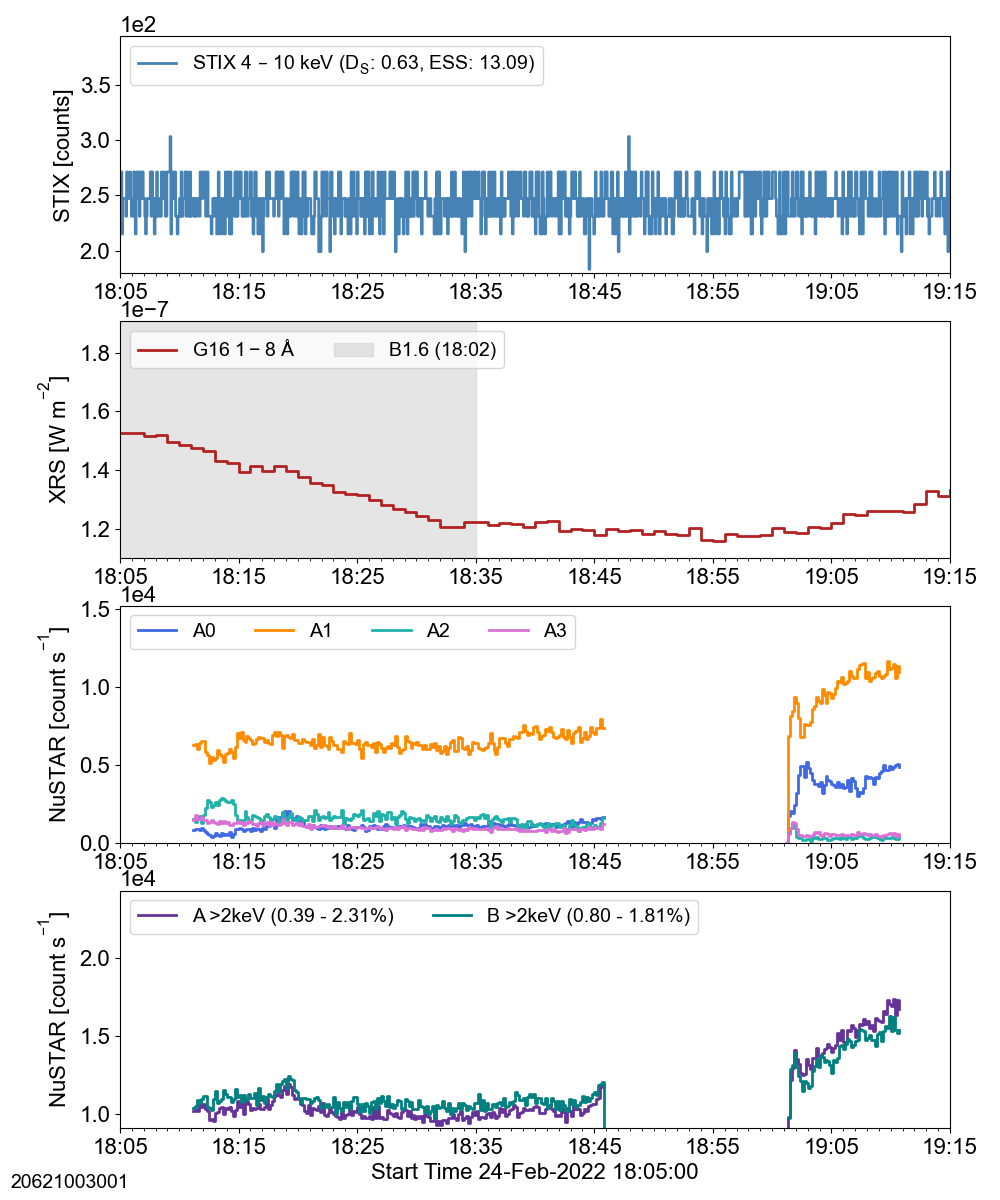 1e2
STIX 4 – 10 keV (DS: 0.63, ESS: 13.09)
3.5
3.0
2.5
2.0
STIX [counts]
18:05 18:15 18:25 18:35 18:45 18:55 19:05 19:15
1e−7
G16 1 – 8 Å B1.6 (18:02)
1.8
1.6
1.4
1.2
XRS [W m−2]
18:05 18:15 18:25 18:35 18:45 18:55 19:05 19:15
1e4
1.5
A0 A1 A2 A3
1.0
0.5
0.0
NuSTAR [count s−1]
18:05 18:15 18:25 18:35 18:45 18:55 19:05 19:15
1e4
A >2keV (0.39 - 2.31%) B >2keV (0.80 - 1.81%)
2.0
1.5
1.0
NuSTAR [count s−1]
18:05 18:15 18:25 18:35 18:45 18:55 19:05 19:15
Start Time 24-Feb-2022 18:05:00
20621003001